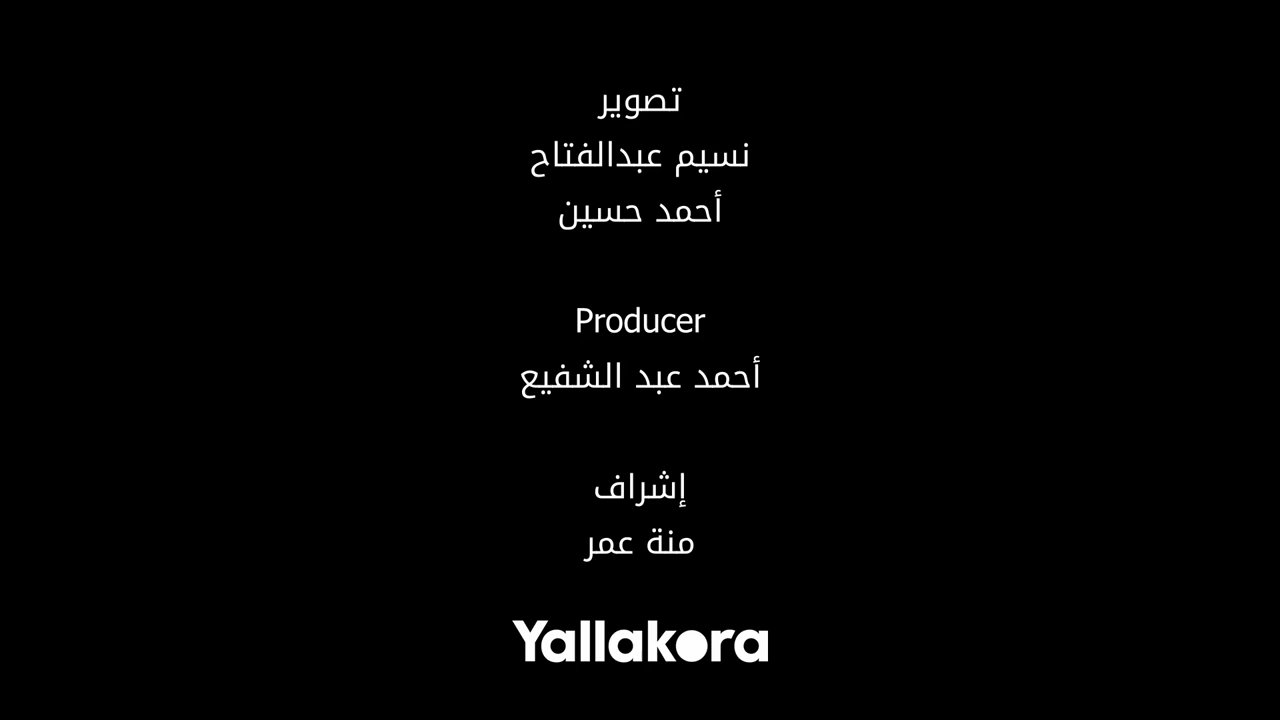 تصوير
نسيم عبدالفتاح
أحمد حسين
Producer
أحمد عبد الشفيع
إشراف
منة عمر
Yallakora